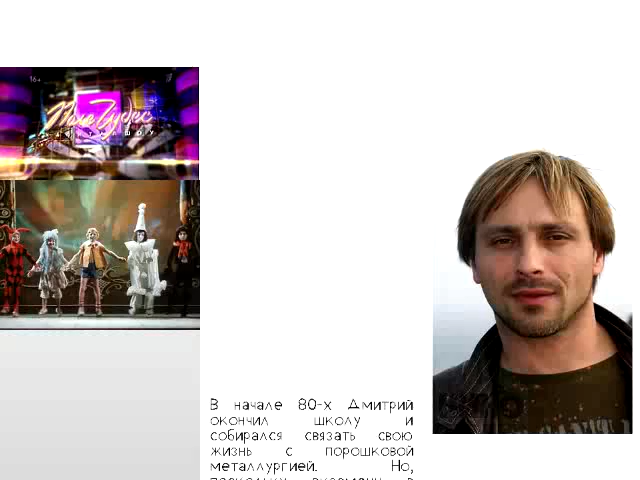 16+
Поле Чудес
В начале 80-х Дмитрий
окончил школу и
собирался связать свою
жизнь с порошковой
металлургией. Но,